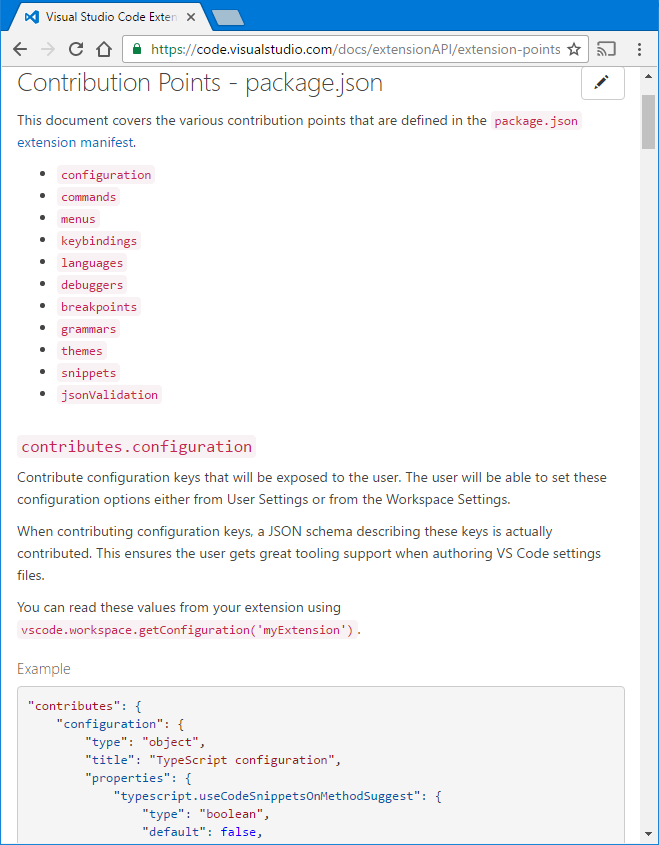 Visual Studio Code Exten
https://code.visualstudio.com/docs/extensionAPI/extension-points
Contribution Points - package.json
This document covers the various contribution points that are defined in the package.json
extension manifest.
configuration
commands
menus
keybindings
languages
debuggers
breakpoints
grammars
themes
snippets
jsonValidation
contributes.configuration
Contribute configuration keys that will be exposed to the user. The user will be able to set these
configuration options either from User Settings or from the Workspace Settings.
When contributing configuration keys, a JSON schema describing these keys is actually
contributed. This ensures the user gets great tooling support when authoring VS Code settings
files.
You can read these values from your extension using
vscode.workspace.getConfiguration('myExtension').
Example
"contributes": {
"configuration": {
"type": "object",
"title": "TypeScript configuration",
"properties": {
"typescript.useCodeSnippetsOnMethodSuggest": {
"type": "boolean",
"default": false,